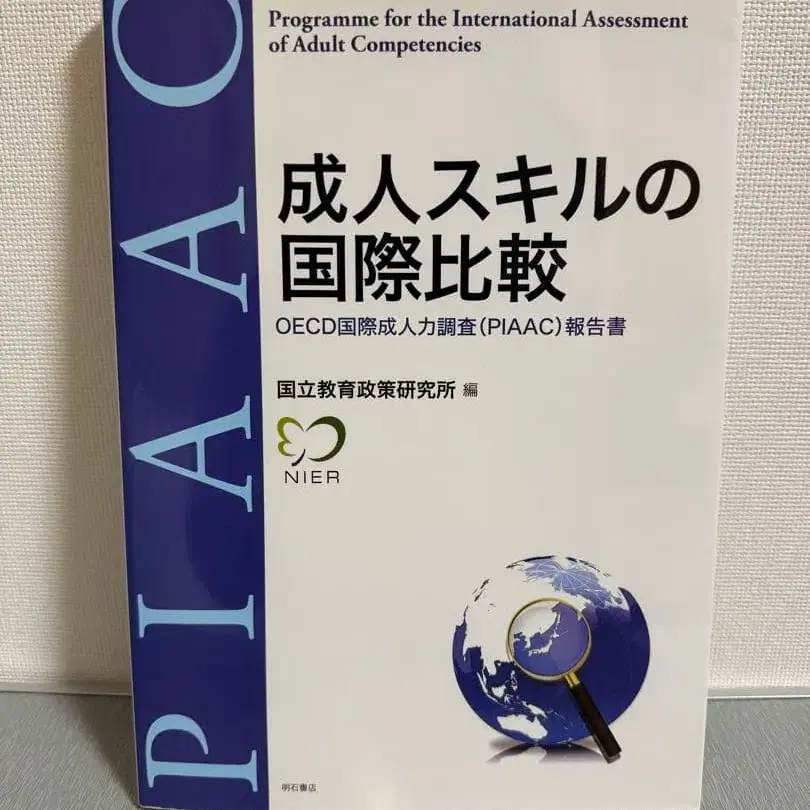 Programme for the International Assessment
of Adult Competencies
成人スキルの
国際比較
OECD国際成人力調査(PIAAC)報告書
国立教育政策研究所 編
NIER
PIAAC
明石書店